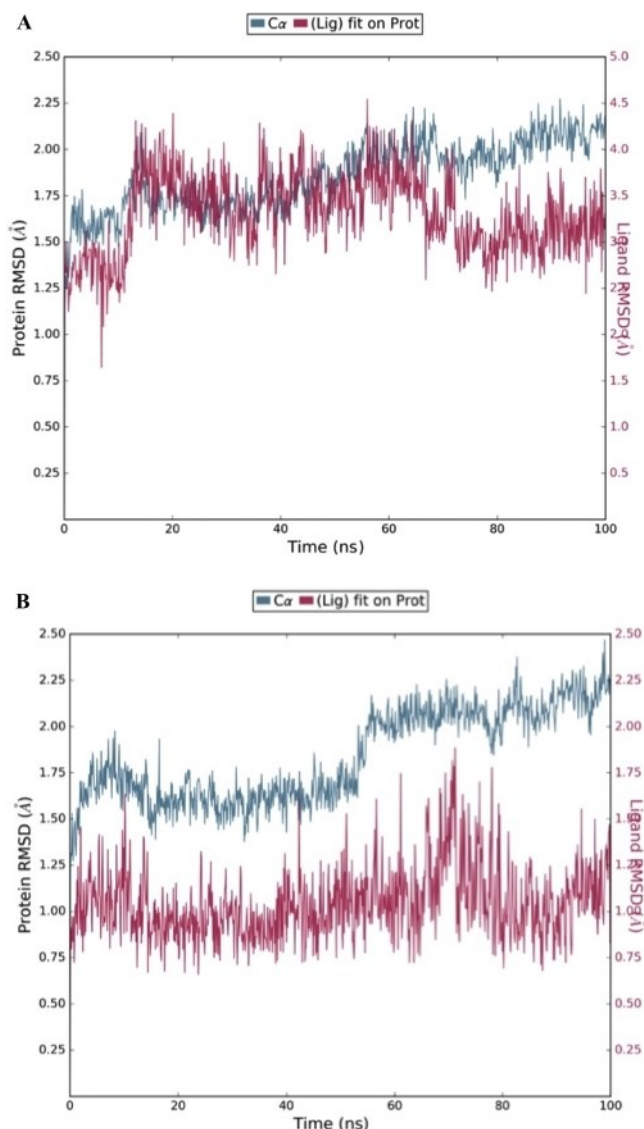 A
Cα (Lig) fit on Prot
2.50 5.0
2.25 4.5
2.00 4.0
1.75 3.5
1.50 3.0
1.25 2
1.00 2.0
0.75 1.5
0.50 1.0
0.25 0.5
Protein RMSD (Å)
Ligand RMSD (Å)
0 20 40 60 80 100
Time (ns)
B
Cα (Lig) fit on Prot
2.50 2.50
2.25 2.25
2.00 2.00
1.75 1.75
1.50 1.50
1.25
1.00 1.00
0.75 0.75
0.50 0.50
0.25 0.25
Protein RMSD (Å)
Ligand RMSD (Å)
0 20 40 60 80 100
Time (ns)